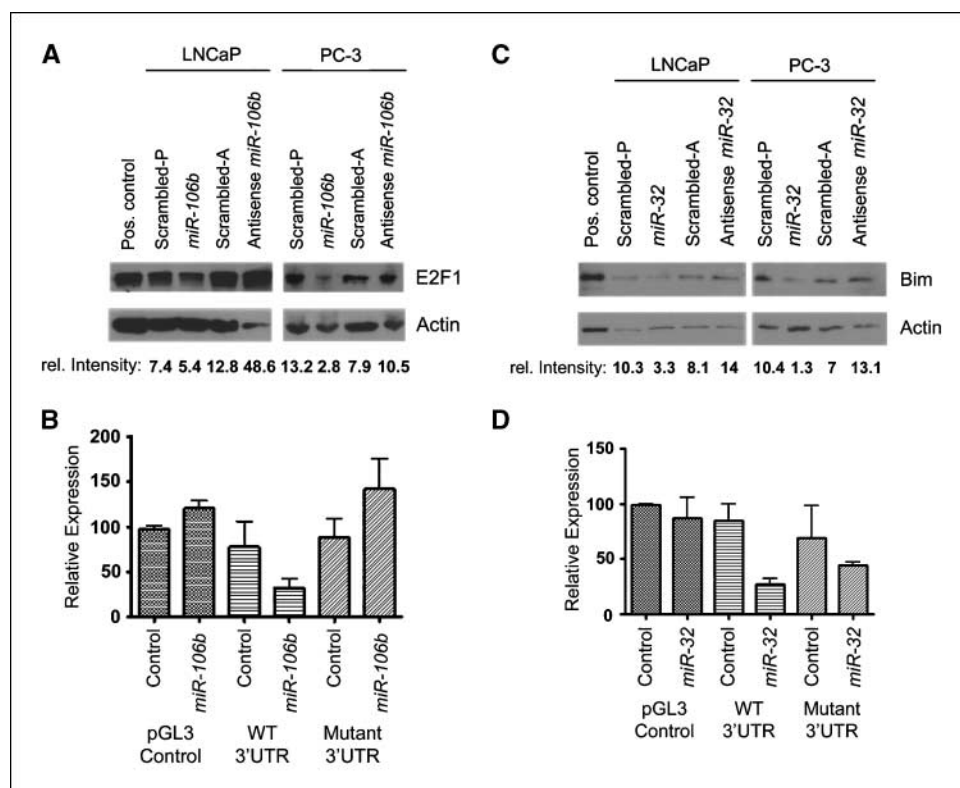 A
LNCaP PC-3
Pos. control
Scrambled-P
miR-106b
Scrambled-A
Antisense miR-106b
Scrambled-P
miR-106b
Scrambled-A
Antisense miR-106b
E2F1
Actin
rel. Intensity: 7.4 5.4 12.8 48.6 13.2 2.8 7.9 10.5
C
LNCaP PC-3
Pos. control
Scrambled-P
miR-32
Scrambled-A
Antisense miR-32
Scrambled-P
miR-32
Scrambled-A
Antisense miR-32
Bim
Actin
rel. Intensity: 10.3 3.3 8.1 14 10.4 1.3 7 13.1
B
Relative Expression
200
150
100
50
0
Control
miR-106b
Control
miR-106b
Control
miR-106b
pGL3 WT Mutant
Control 3'UTR 3'UTR
D
Relative Expression
150
100
50
0
Control
miR-32
Control
miR-32
Control
miR-32
pGL3 WT Mutant
Control 3'UTR 3'UTR